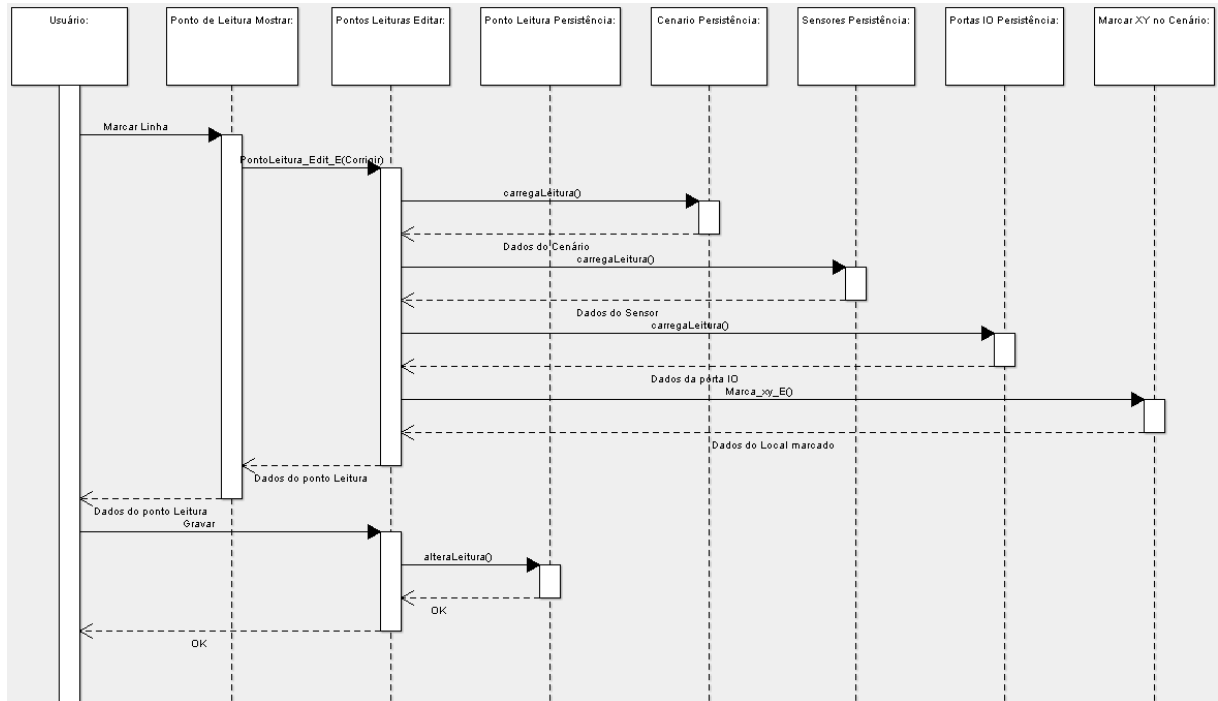 Usuário:
Ponto de Leitura Mostrar:
Pontos Leituras Editar:
Ponto Leitura Persistência:
Cenario Persistência:
Sensores Persistência:
Portas IO Persistência:
Marcar XY no Cenário:
Marcar Linha
PontoLeitura_Edit_E(Corrigir)
carregaLeitura()
Dados do Cenário
carregaLeitura()
Dados do Sensor
carregaLeitura()
Dados da porta IO
Marca_xy_E()
Dados do Local marcado
Dados do ponto Leitura
Dados do ponto Leitura
Gravar
alteraLeitura()
OK
OK